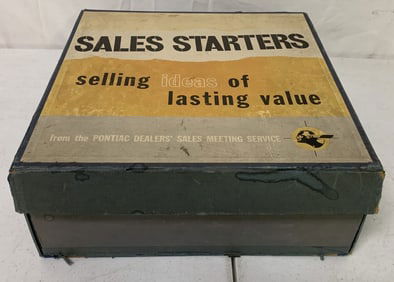 SALES STARTERS
selling ideas of
lasting value
from the PONTIAC DEALERS' SALES MEETING SERVICE